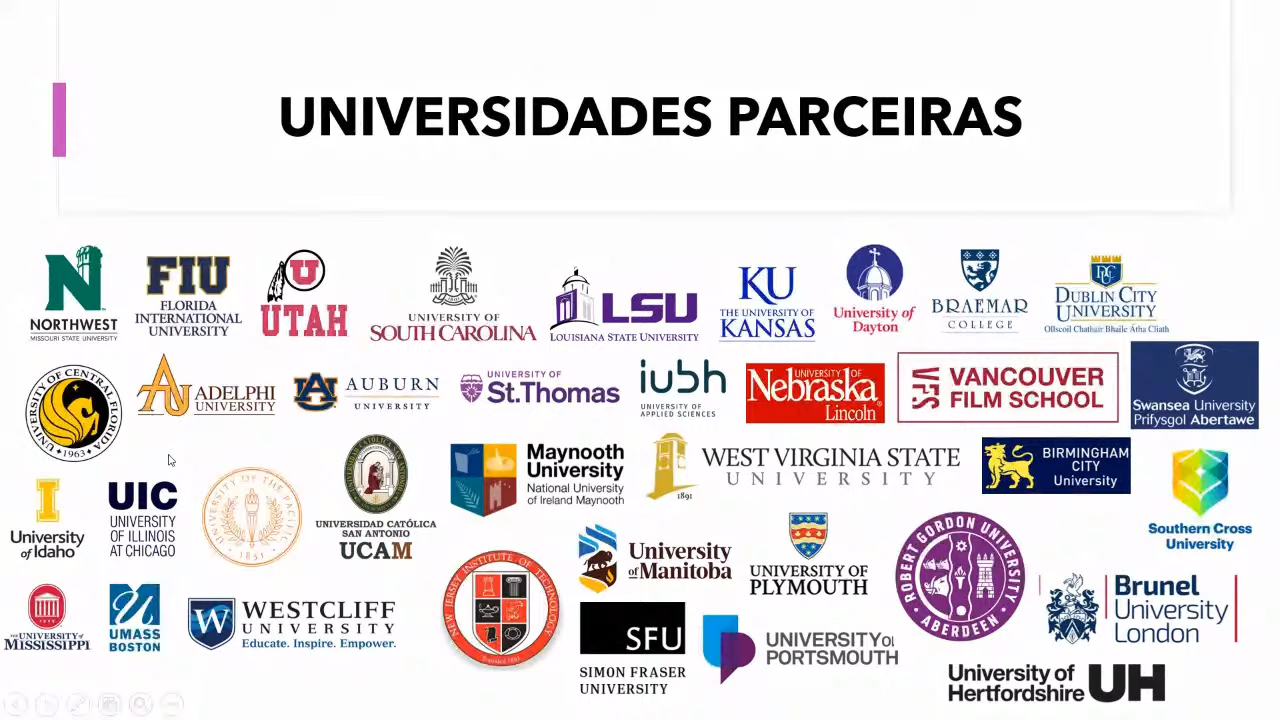 UNIVERSIDADES PARCEIRAS
N
NORTHWEST
MISSOURI STATE UNIVERSITY
FIU
FLORIDA
INTERNATIONAL
UNIVERSITY
U
UTAH
UNIVERSITY OF
SOUTH CAROLINA
LSU
LOUISIANA STATE UNIVERSITY
KU
THE UNIVERSITY OF
KANSAS
University of
Dayton
BRAEMAR
COLLEGE
DCU
DUBLIN CITY
UNIVERSITY
Ollscoil Chathair Bhaile Átha Cliath
UNIVERSITY OF CENTRAL FLORIDA
1963
AU
ADELPHI
UNIVERSITY
AU
AUBURN
UNIVERSITY
UNIVERSITY OF
St.Thomas
iubh
UNIVERSITY OF
APPLIED SCIENCES
UNIVERSITY OF
Nebraska
Lincoln
VFS
VANCOUVER
FILM SCHOOL
Swansea University
Prifysgol Abertawe
I
University
of Idaho
UIC
UNIVERSITY
OF ILLINOIS
AT CHICAGO
UNIVERSITY OF THE PACIFIC
1851
UNIVERSIDAD CATÓLICA
SAN ANTONIO
UCAM
Maynooth
University
National University
of Ireland Maynooth
1891
WEST VIRGINIA STATE
UNIVERSITY
BIRMINGHAM
CITY
University
Southern Cross
University
THE UNIVERSITY of
MISSISSIPPI
UMASS
BOSTON
W
WESTCLIFF
UNIVERSITY
Educate. Inspire. Empower.
NEW JERSEY INSTITUTE OF TECHNOLOGY
University
of Manitoba
UNIVERSITY OF
PLYMOUTH
ROBERT GORDON UNIVERSITY
ABERDEEN
Brunel
University
London
SFU
SIMON FRASER
UNIVERSITY
UNIVERSITY OF
PORTSMOUTH
University of
Hertfordshire
UH